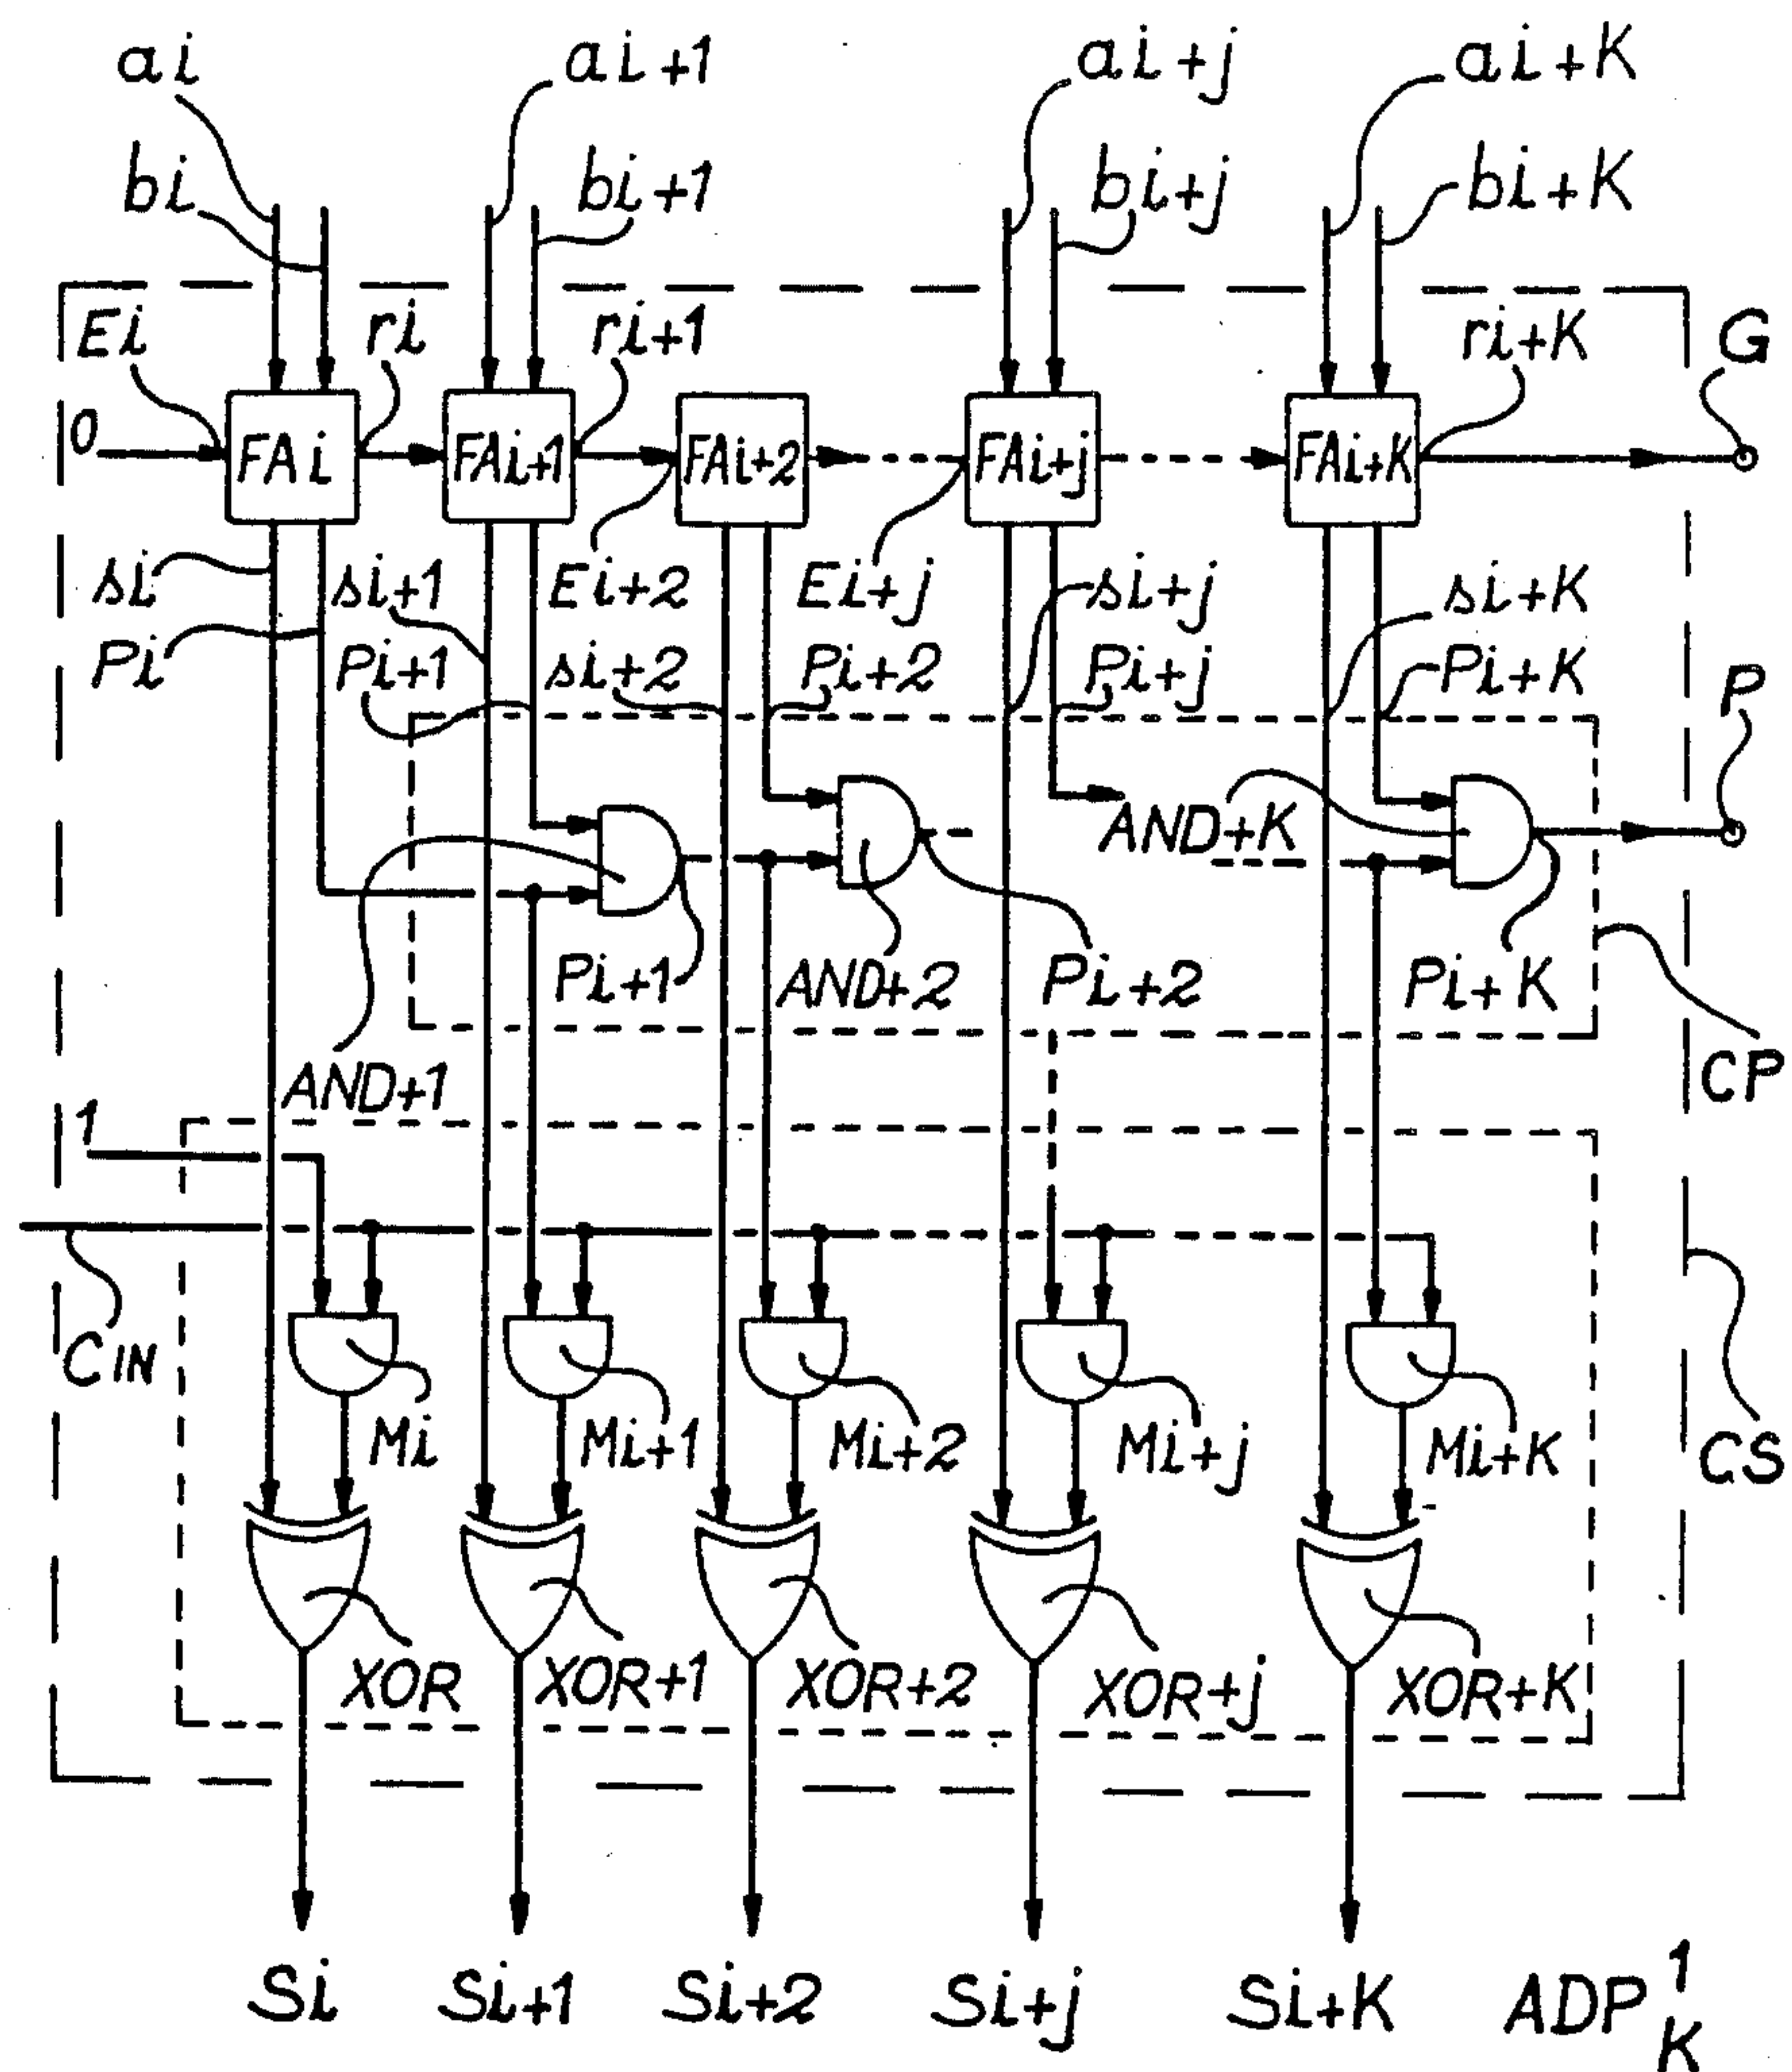 ai ai+1 ai+j ai+K
bi bi+1 bi+j bi+K
Ei ri ri+1 ri+K G
0 FAi FAi+1 FAi+2 FAi+j FAi+K
si si+1 Ei+2 Ei+j si+j si+K
Pi Pi+1 si+2 Pi+2 Pi+j Pi+K P
AND+K
Pi+1 AND+2 Pi+2 Pi+K
AND+1 CP
1
CIN
Mi Mi+1 Mi+2 Mi+j Mi+K CS
XOR XOR+1 XOR+2 XOR+j XOR+K
Si Si+1 Si+2 Si+j Si+K ADP 1 K